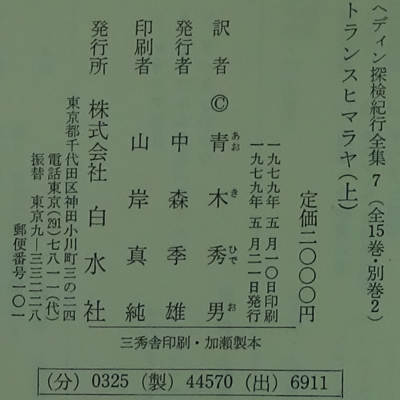 ヘディン探検紀行全集 7（全15巻・別巻2）
トランスヒマラヤ（上）
定価二〇〇〇円
一九七九年 五月一〇日印刷
一九七九年 五月二一日発行
訳者 © 青木秀男
あお き ひで お
発行者 中森季雄
印刷者 山岸真純
発行所 株式会社 白水社
東京都千代田区神田小川町三の二四
電話東京(291)七八一一(代)
振替 東京九―三三二二八
郵便番号一〇一
三秀舎印刷・加瀬製本
(分) 0325 (製) 44570 (出) 6911